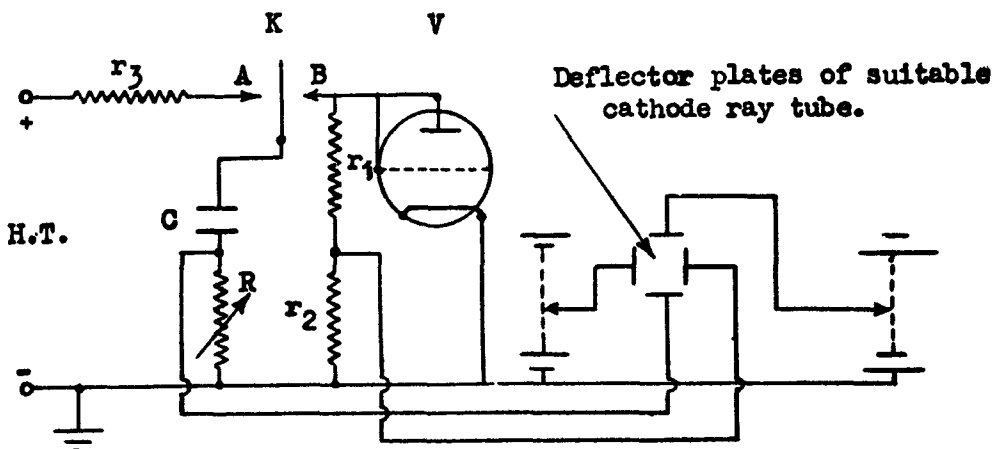 K
V
r3
A
B
Deflector plates of suitable
cathode ray tube.
+
r1
C
H.T.
R
r2
-